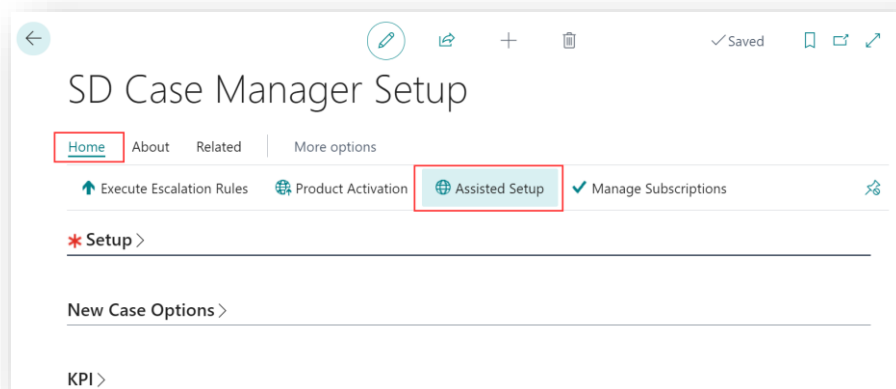 Saved
SD Case Manager Setup
Home About Related More options
Execute Escalation Rules Product Activation Assisted Setup Manage Subscriptions
* Setup >
New Case Options >
KPI >